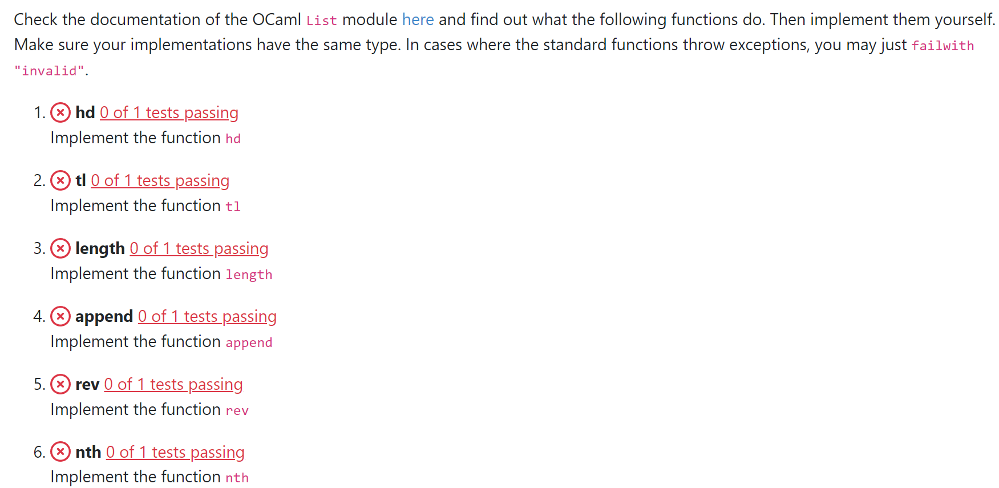 Check the documentation of the OCaml List module here and find out what the following functions do. Then implement them yourself.
Make sure your implementations have the same type. In cases where the standard functions throw exceptions, you may just failwith
"invalid".
1. hd 0 of 1 tests passing
Implement the function hd
2. tl 0 of 1 tests passing
Implement the function tl
3. length 0 of 1 tests passing
Implement the function length
4. append 0 of 1 tests passing
Implement the function append
5. rev 0 of 1 tests passing
Implement the function rev
6. nth 0 of 1 tests passing
Implement the function nth